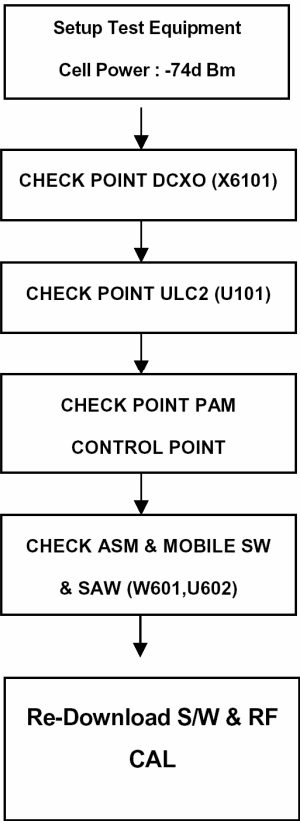 Setup Test Equipment
Cell Power : -74d Bm
CHECK POINT DCXO (X6101)
CHECK POINT ULC2 (U101)
CHECK POINT PAM
CONTROL POINT
CHECK ASM & MOBILE SW
& SAW (W601,U602)
Re-Download S/W & RF
CAL